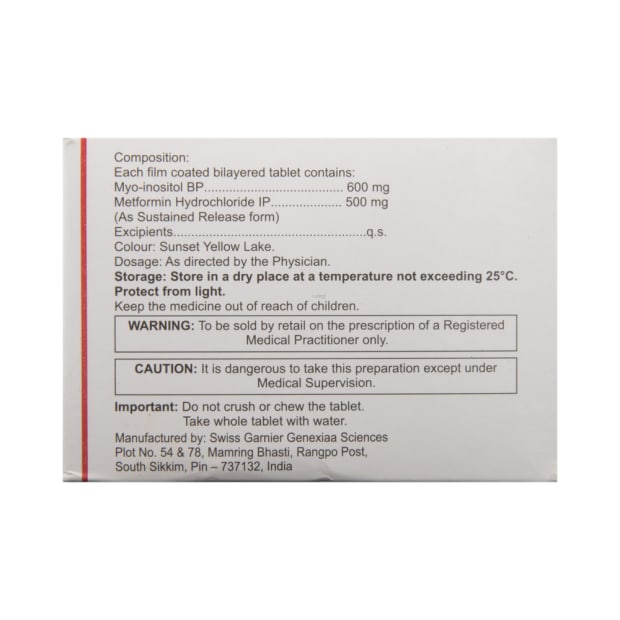 Composition:
Each film coated bilayered tablet contains:
Myo-inositol BP...................................... 600 mg
Metformin Hydrochloride IP.................... 500 mg
(As Sustained Release form)
Excipients.....................................................q.s.
Colour: Sunset Yellow Lake.
Dosage: As directed by the Physician.
Storage: Store in a dry place at a temperature not exceeding 25°C.
Protect from light.
Keep the medicine out of reach of children.
WARNING: To be sold by retail on the prescription of a Registered
Medical Practitioner only.
CAUTION: It is dangerous to take this preparation except under
Medical Supervision.
Important: Do not crush or chew the tablet.
Take whole tablet with water.
Manufactured by: Swiss Garnier Genexiaa Sciences
Plot No. 54 & 78, Mamring Bhasti, Rangpo Post,
South Sikkim, Pin – 737132, India